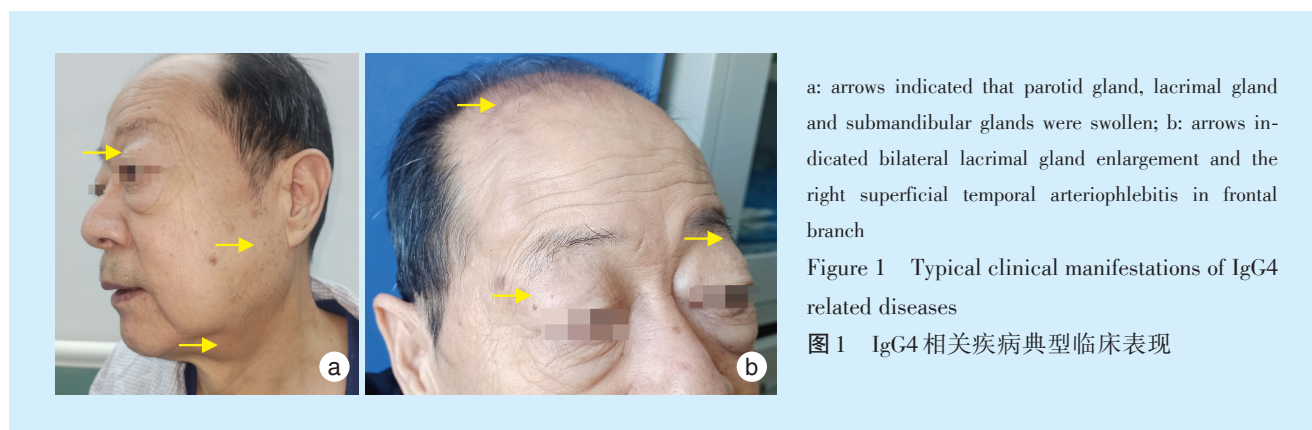 a
b
a: arrows indicated that parotid gland, lacrimal gland
and submandibular glands were swollen; b: arrows in-
dicated bilateral lacrimal gland enlargement and the
right superficial temporal arteriophlebitis in frontal
branch
Figure 1 Typical clinical manifestations of IgG4
related diseases
图1 IgG4相关疾病典型临床表现